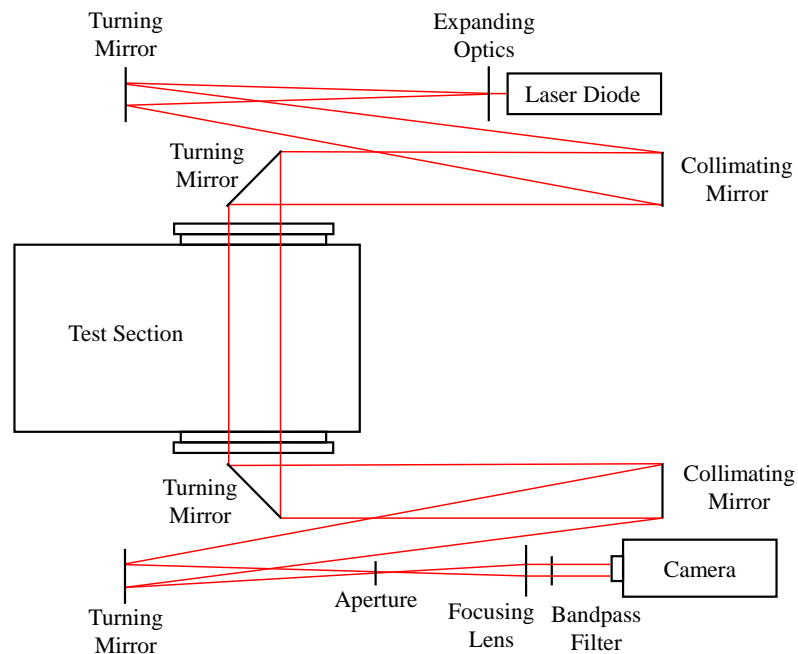 Turning
Mirror
Expanding
Optics
Laser Diode
Turning
Mirror
Collimating
Mirror
Test Section
Turning
Mirror
Collimating
Mirror
Camera
Aperture
Focusing
Lens
Bandpass
Filter
Turning
Mirror